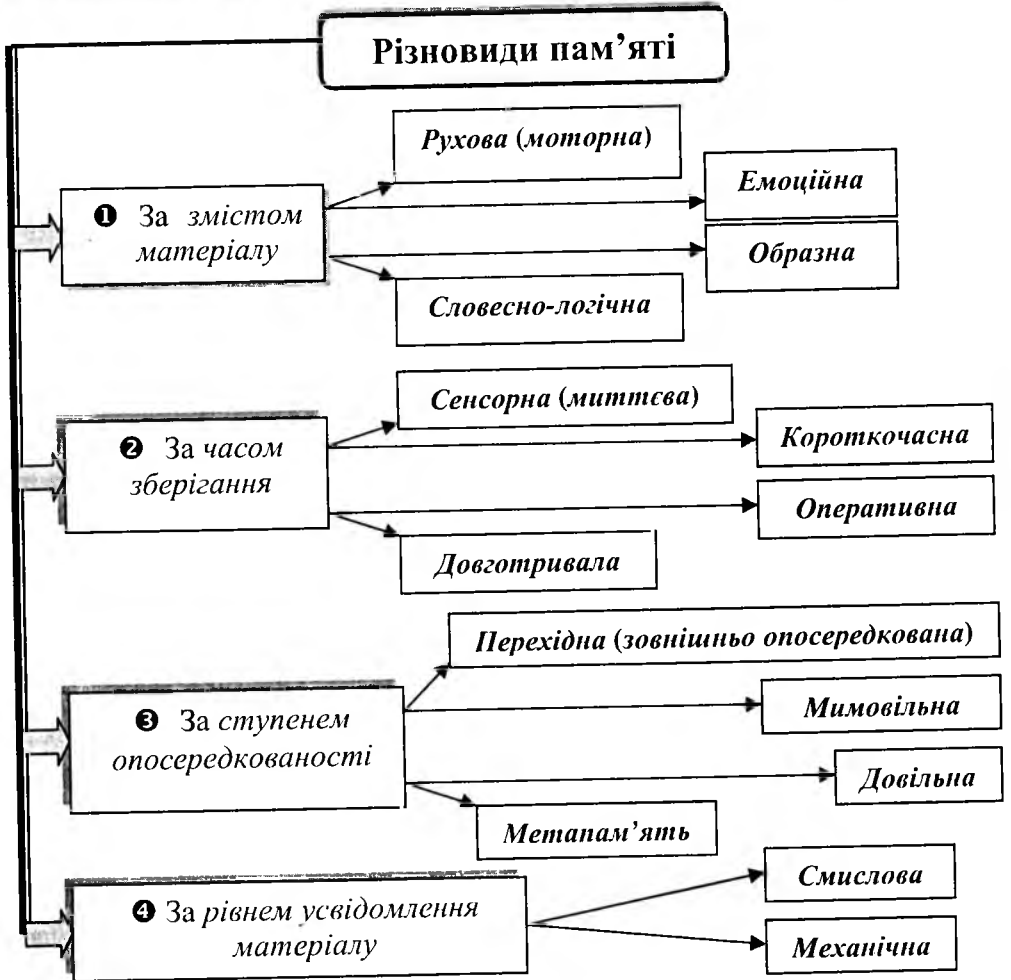 Різновиди пам’яті
Рухова (моторна)
Емоційна
❶ За змістом
матеріалу
Образна
Словесно-логічна
Сенсорна (миттєва)
Короткочасна
❷ За часом
зберігання
Оперативна
Довготривала
Перехідна (зовнішньо опосередкована)
Мимовільна
❸ За ступенем
опосередкованості
Довільна
Метапам’ять
Смислова
❹ За рівнем усвідомлення
матеріалу
Механічна